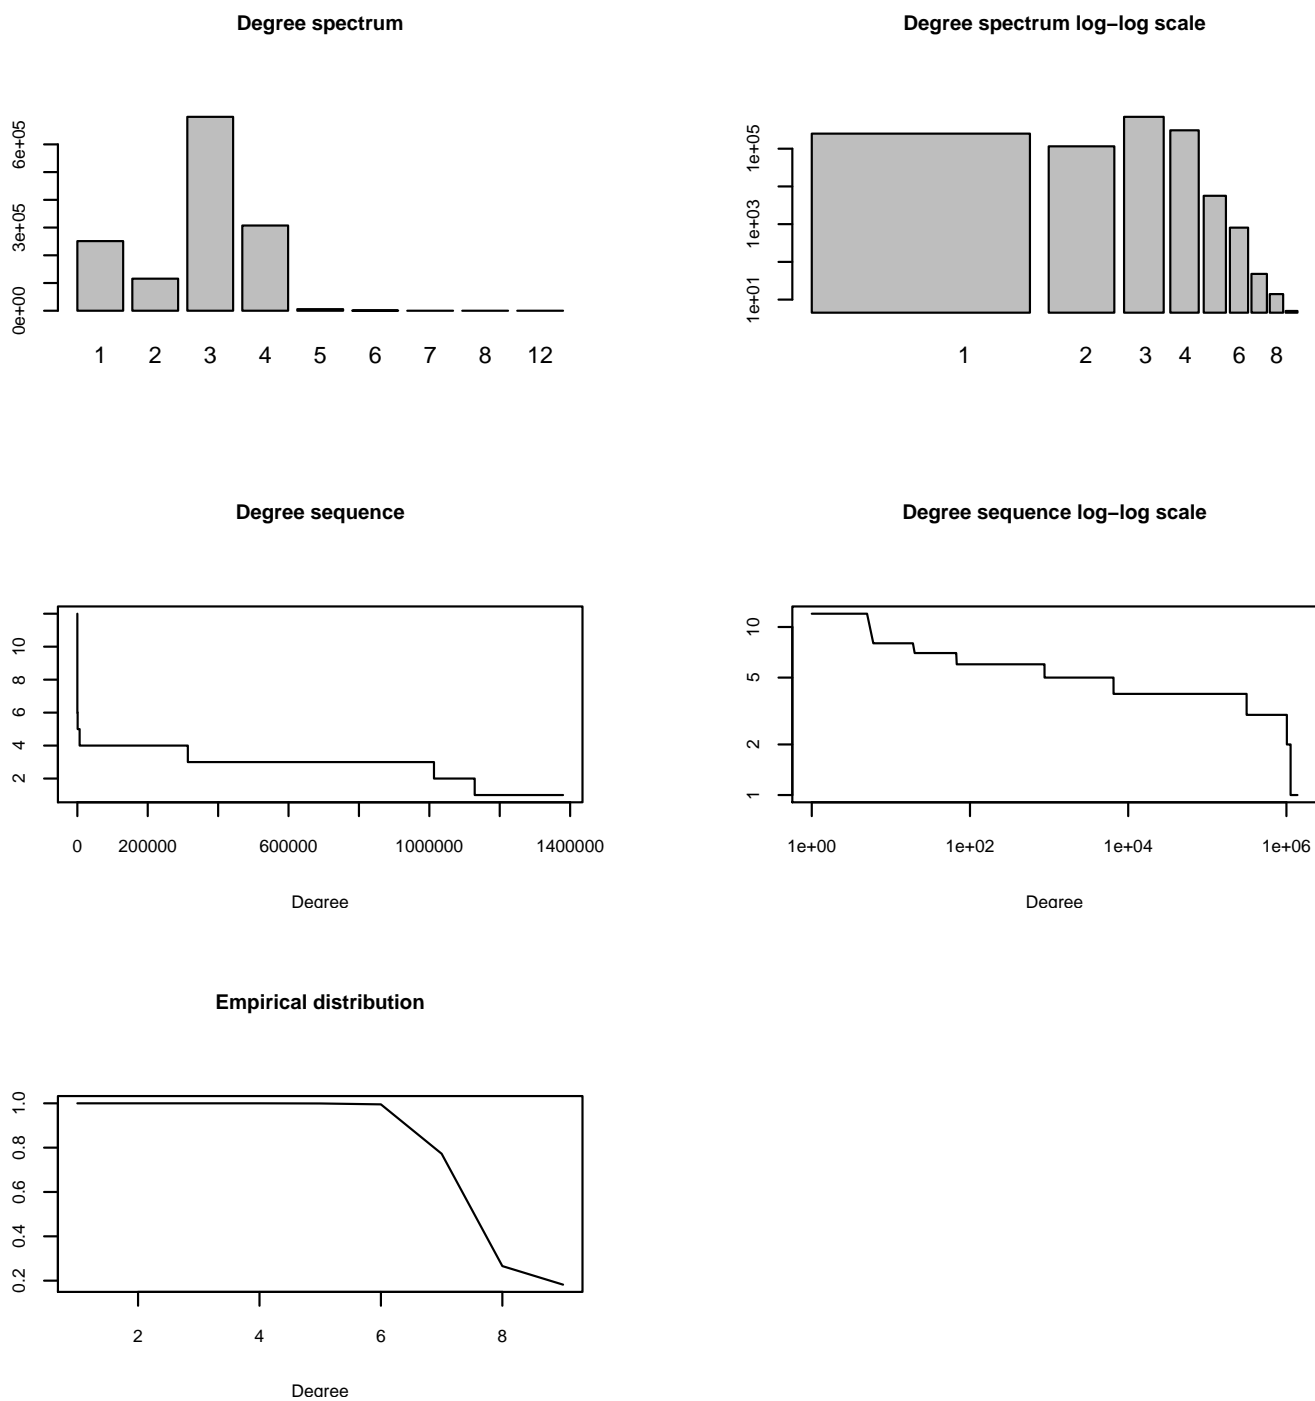 Degree spectrum
6e+05
3e+05
0e+00
1 2 3 4 5 6 7 8 12
Degree spectrum log−log scale
1e+05
1e+03
1e+01
1 2 3 4 6 8
Degree sequence
10
8
6
4
2
0 200000 600000 1000000 1400000
Degree
Degree sequence log−log scale
10
5
2
1
1e+00 1e+02 1e+04 1e+06
Degree
Empirical distribution
1.0
0.8
0.6
0.4
0.2
2 4 6 8
Degree